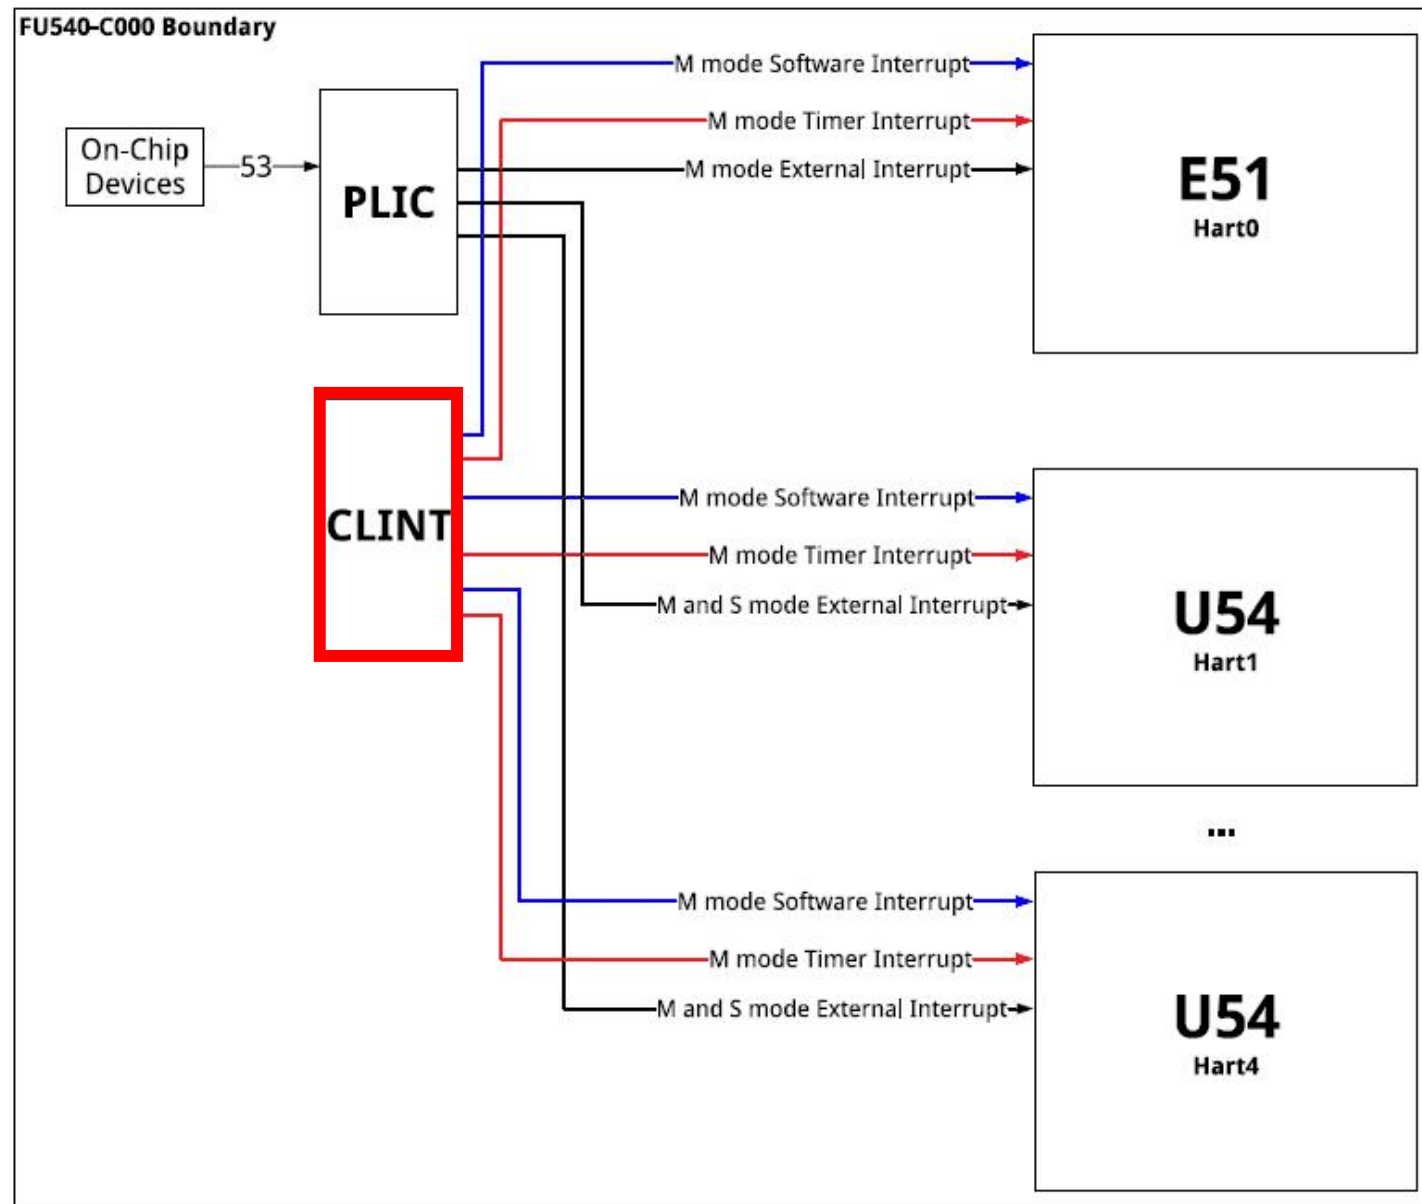 FU540-C000 Boundary
M mode Software Interrupt
M mode Timer Interrupt
M mode External Interrupt
On-Chip
Devices
53
PLIC
E51
Hart0
CLINT
M mode Software Interrupt
M mode Timer Interrupt
M and S mode External Interrupt
U54
Hart1
...
M mode Software Interrupt
M mode Timer Interrupt
M and S mode External Interrupt
U54
Hart4